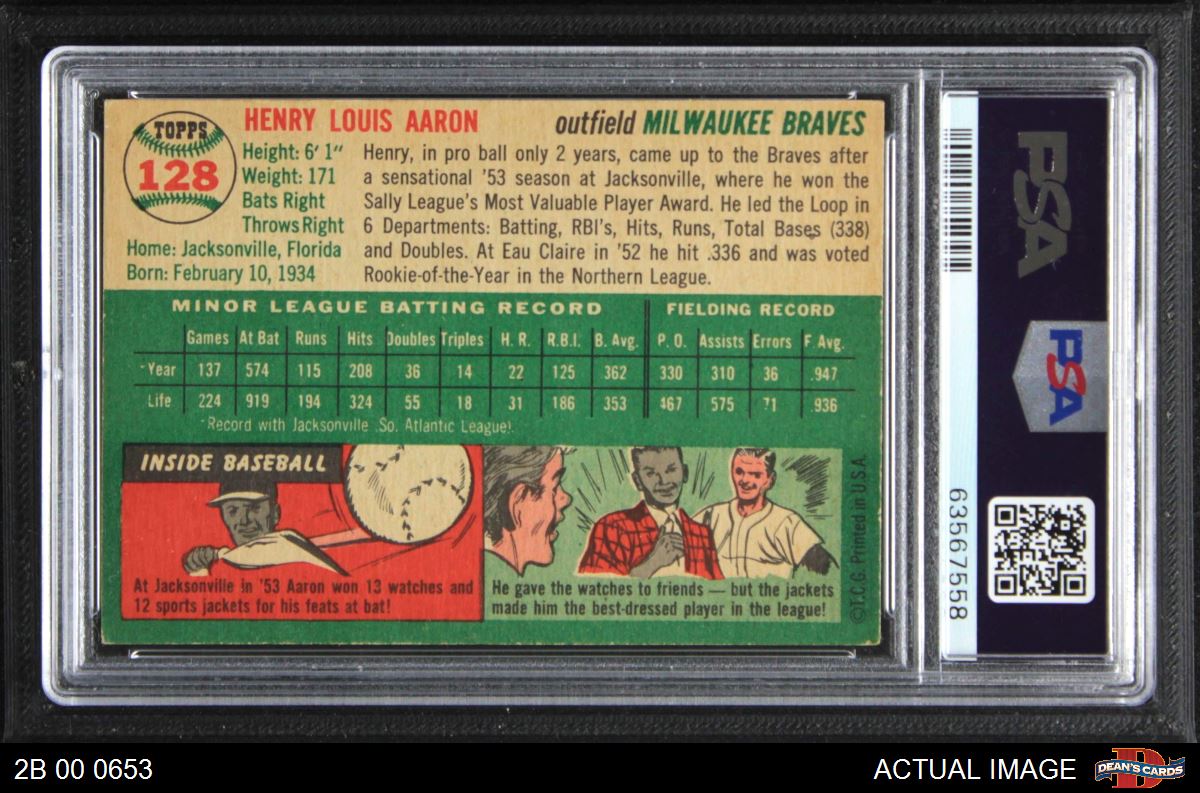 TOPPS
128
HENRY LOUIS AARON
outfield MILWAUKEE BRAVES
Height: 6' 1"
Weight: 171
Bats Right
Throws Right
Home: Jacksonville, Florida
Born: February 10, 1934
Henry, in pro ball only 2 years, came up to the Braves after
a sensational '53 season at Jacksonville, where he won the
Sally League's Most Valuable Player Award. He led the Loop in
6 Departments: Batting, RBI's, Hits, Runs, Total Bases (338)
and Doubles. At Eau Claire in '52 he hit .336 and was voted
Rookie-of-the-Year in the Northern League.
MINOR LEAGUE BATTING RECORD FIELDING RECORD
Games At Bat Runs Hits Doubles Triples H. R. R.B.I. B. Avg. P. O. Assists Errors F. Avg.
Year 137 574 115 208 36 14 22 125 362 330 310 36 .947
Life 224 919 194 324 55 18 31 186 353 467 575 71 .936
Record with Jacksonville So. Atlantic League!
INSIDE BASEBALL
At Jacksonville in '53 Aaron won 13 watches and
12 sports jackets for his feats at bat!
He gave the watches to friends — but the jackets
made him the best-dressed player in the league!
©T.C.G. Printed in U.S.A.
PSA
PSA
63567558
2B 00 0653
ACTUAL IMAGE
DEAN'S CARDS